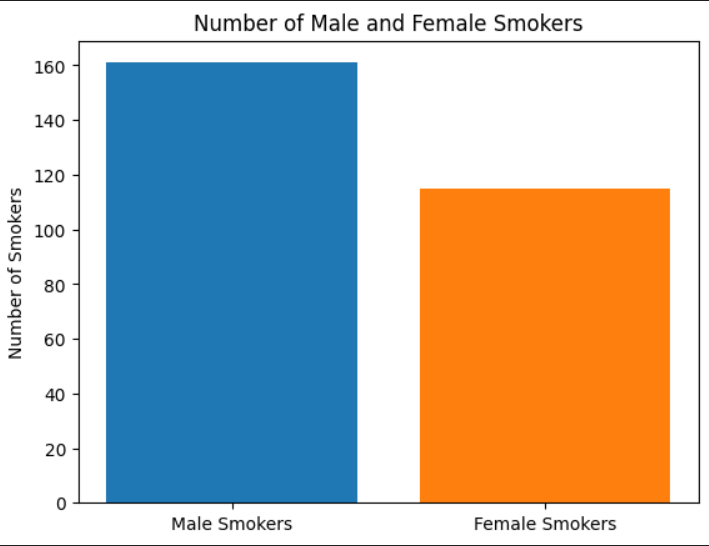 Number of Male and Female Smokers
Number of Smokers
160
140
120
100
80
60
40
20
0
Male Smokers
Female Smokers